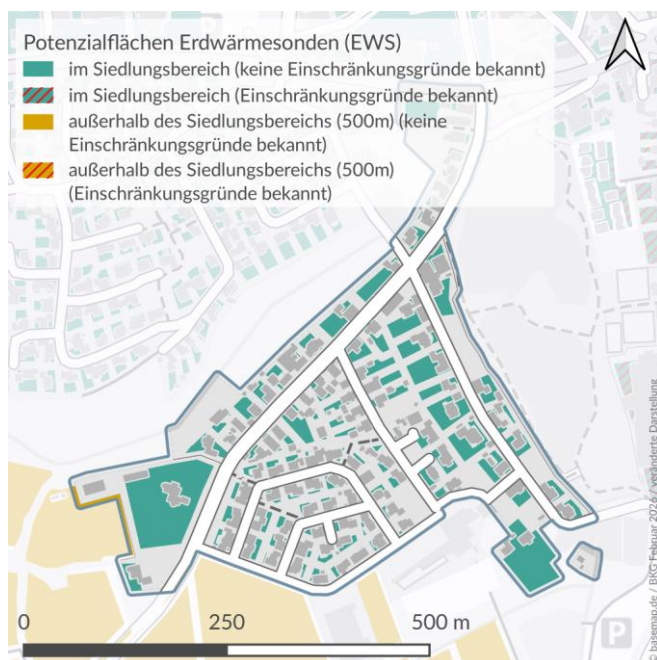 Potenzialflächen Erdwärmesonden (EWS)
im Siedlungsbereich (keine Einschränkungsgründe bekannt)
im Siedlungsbereich (Einschränkungsgründe bekannt)
außerhalb des Siedlungsbereichs (500m) (keine
Einschränkungsgründe bekannt)
außerhalb des Siedlungsbereichs (500m)
(Einschränkungsgründe bekannt)
P
0 250 500 m
© basemap.de / BKG Februar 2026 / veränderte Darstellung